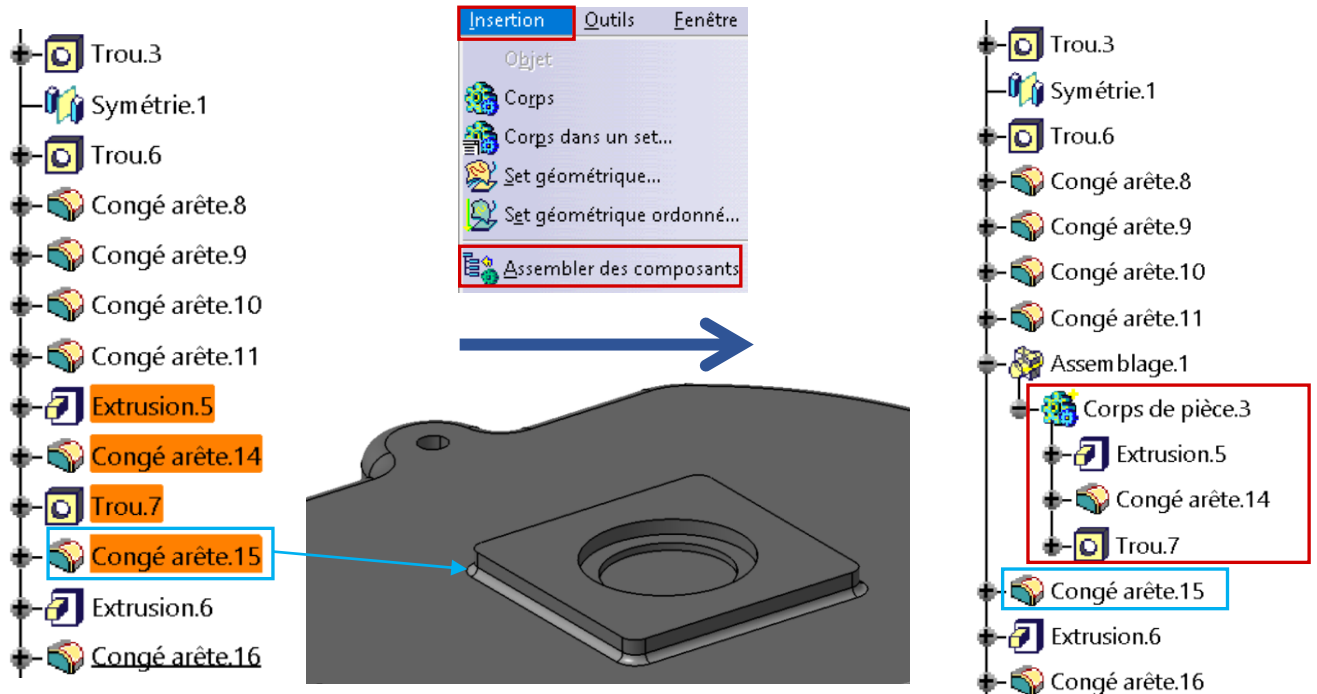 Trou.3
Symétrie.1
Trou.6
Congé arête.8
Congé arête.9
Congé arête.10
Congé arête.11
Extrusion.5
Congé arête.14
Trou.7
Congé arête.15
Extrusion.6
Congé arête.16
Insertion Outils Fenêtre
Objet
Corps
Corps dans un set...
Set géométrique...
Set géométrique ordonné...
Assembler des composants
Trou.3
Symétrie.1
Trou.6
Congé arête.8
Congé arête.9
Congé arête.10
Congé arête.11
Assemblage.1
Corps de pièce.3
Extrusion.5
Congé arête.14
Trou.7
Congé arête.15
Extrusion.6
Congé arête.16